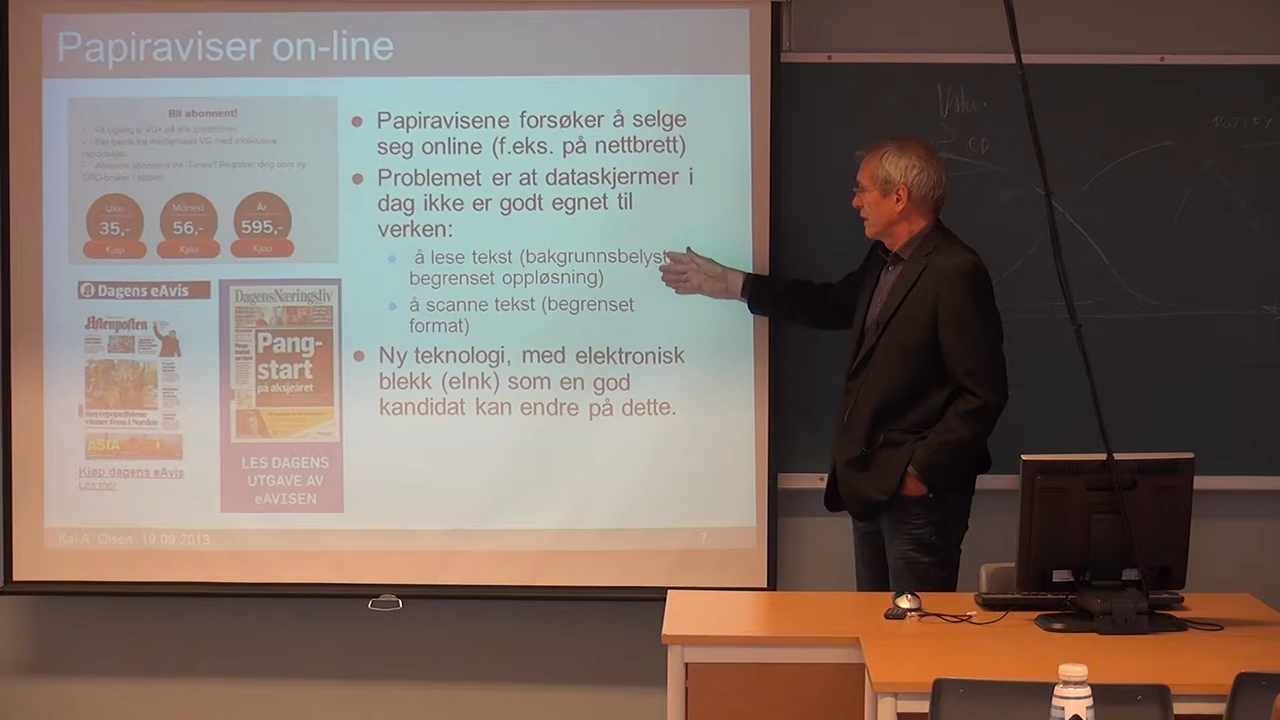 Papiraviser on-line
Bli abonnent!
Uke
35,-
Kjøp
Måned
56,-
Kjøp
År
595,-
Kjøp
Dagens eAvis
Aftenposten
ASIA
Kjøp dagens eAvis
Les mer
DagensNæringsliv
Pang-
start
på aksjeåret
LES DAGENS
UTGAVE AV
eAVISEN
Papiravisene forsøker å selge
seg online (f.eks. på nettbrett)
Problemet er at dataskjermer i
dag ikke er godt egnet til
verken:
å lese tekst (bakgrunnsbelyst
begrenset oppløsning)
å scanne tekst (begrenset
format)
Ny teknologi, med elektronisk
blekk (eInk) som en god
kandidat kan endre på dette.
Kai A. Olsen 19.09.2013
7